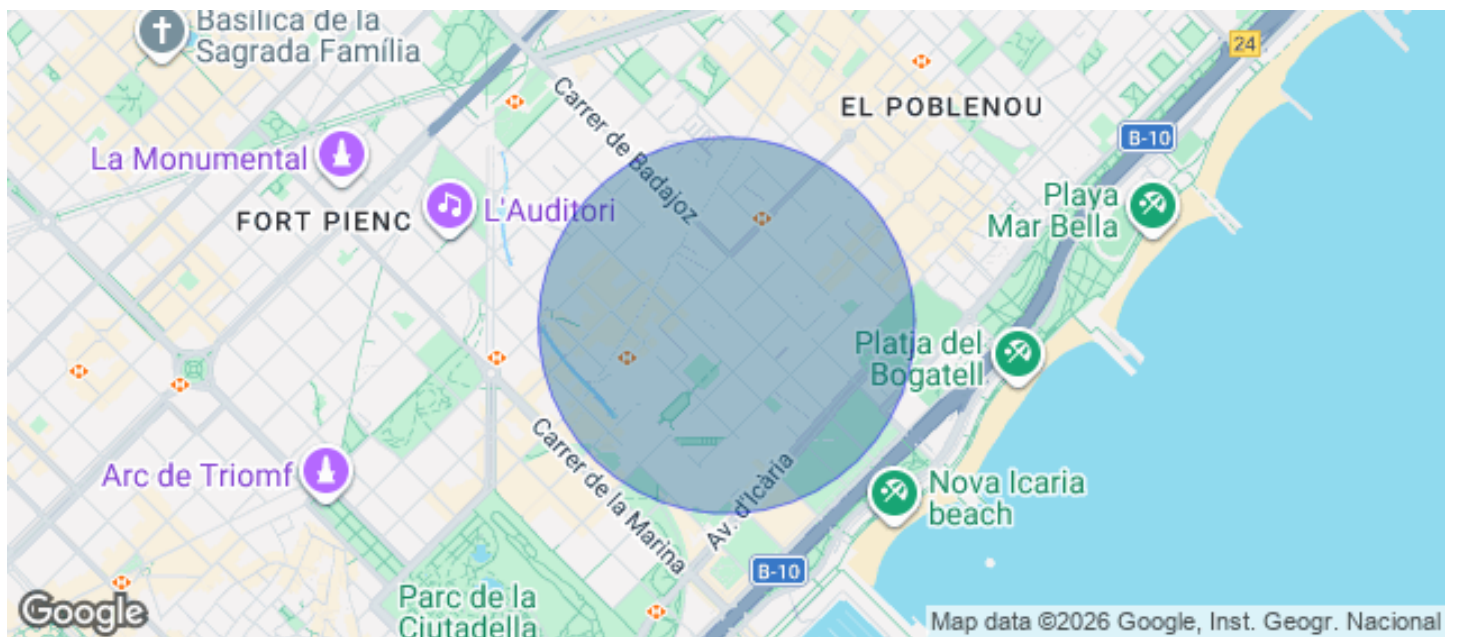 Basílica de la
Sagrada Família
24
EL POBLENOU
Carrer de Badajoz
B-10
La Monumental
Playa
Mar Bella
L'Auditori
FORT PIENC
Platja del
Bogatell
Carrer de la Marina
Av. d'Icària
Arc de Triomf
Nova Icaria
beach
B-10
Parc de la
Ciutadella
Google
Map data ©2026 Google, Inst. Geogr. Nacional